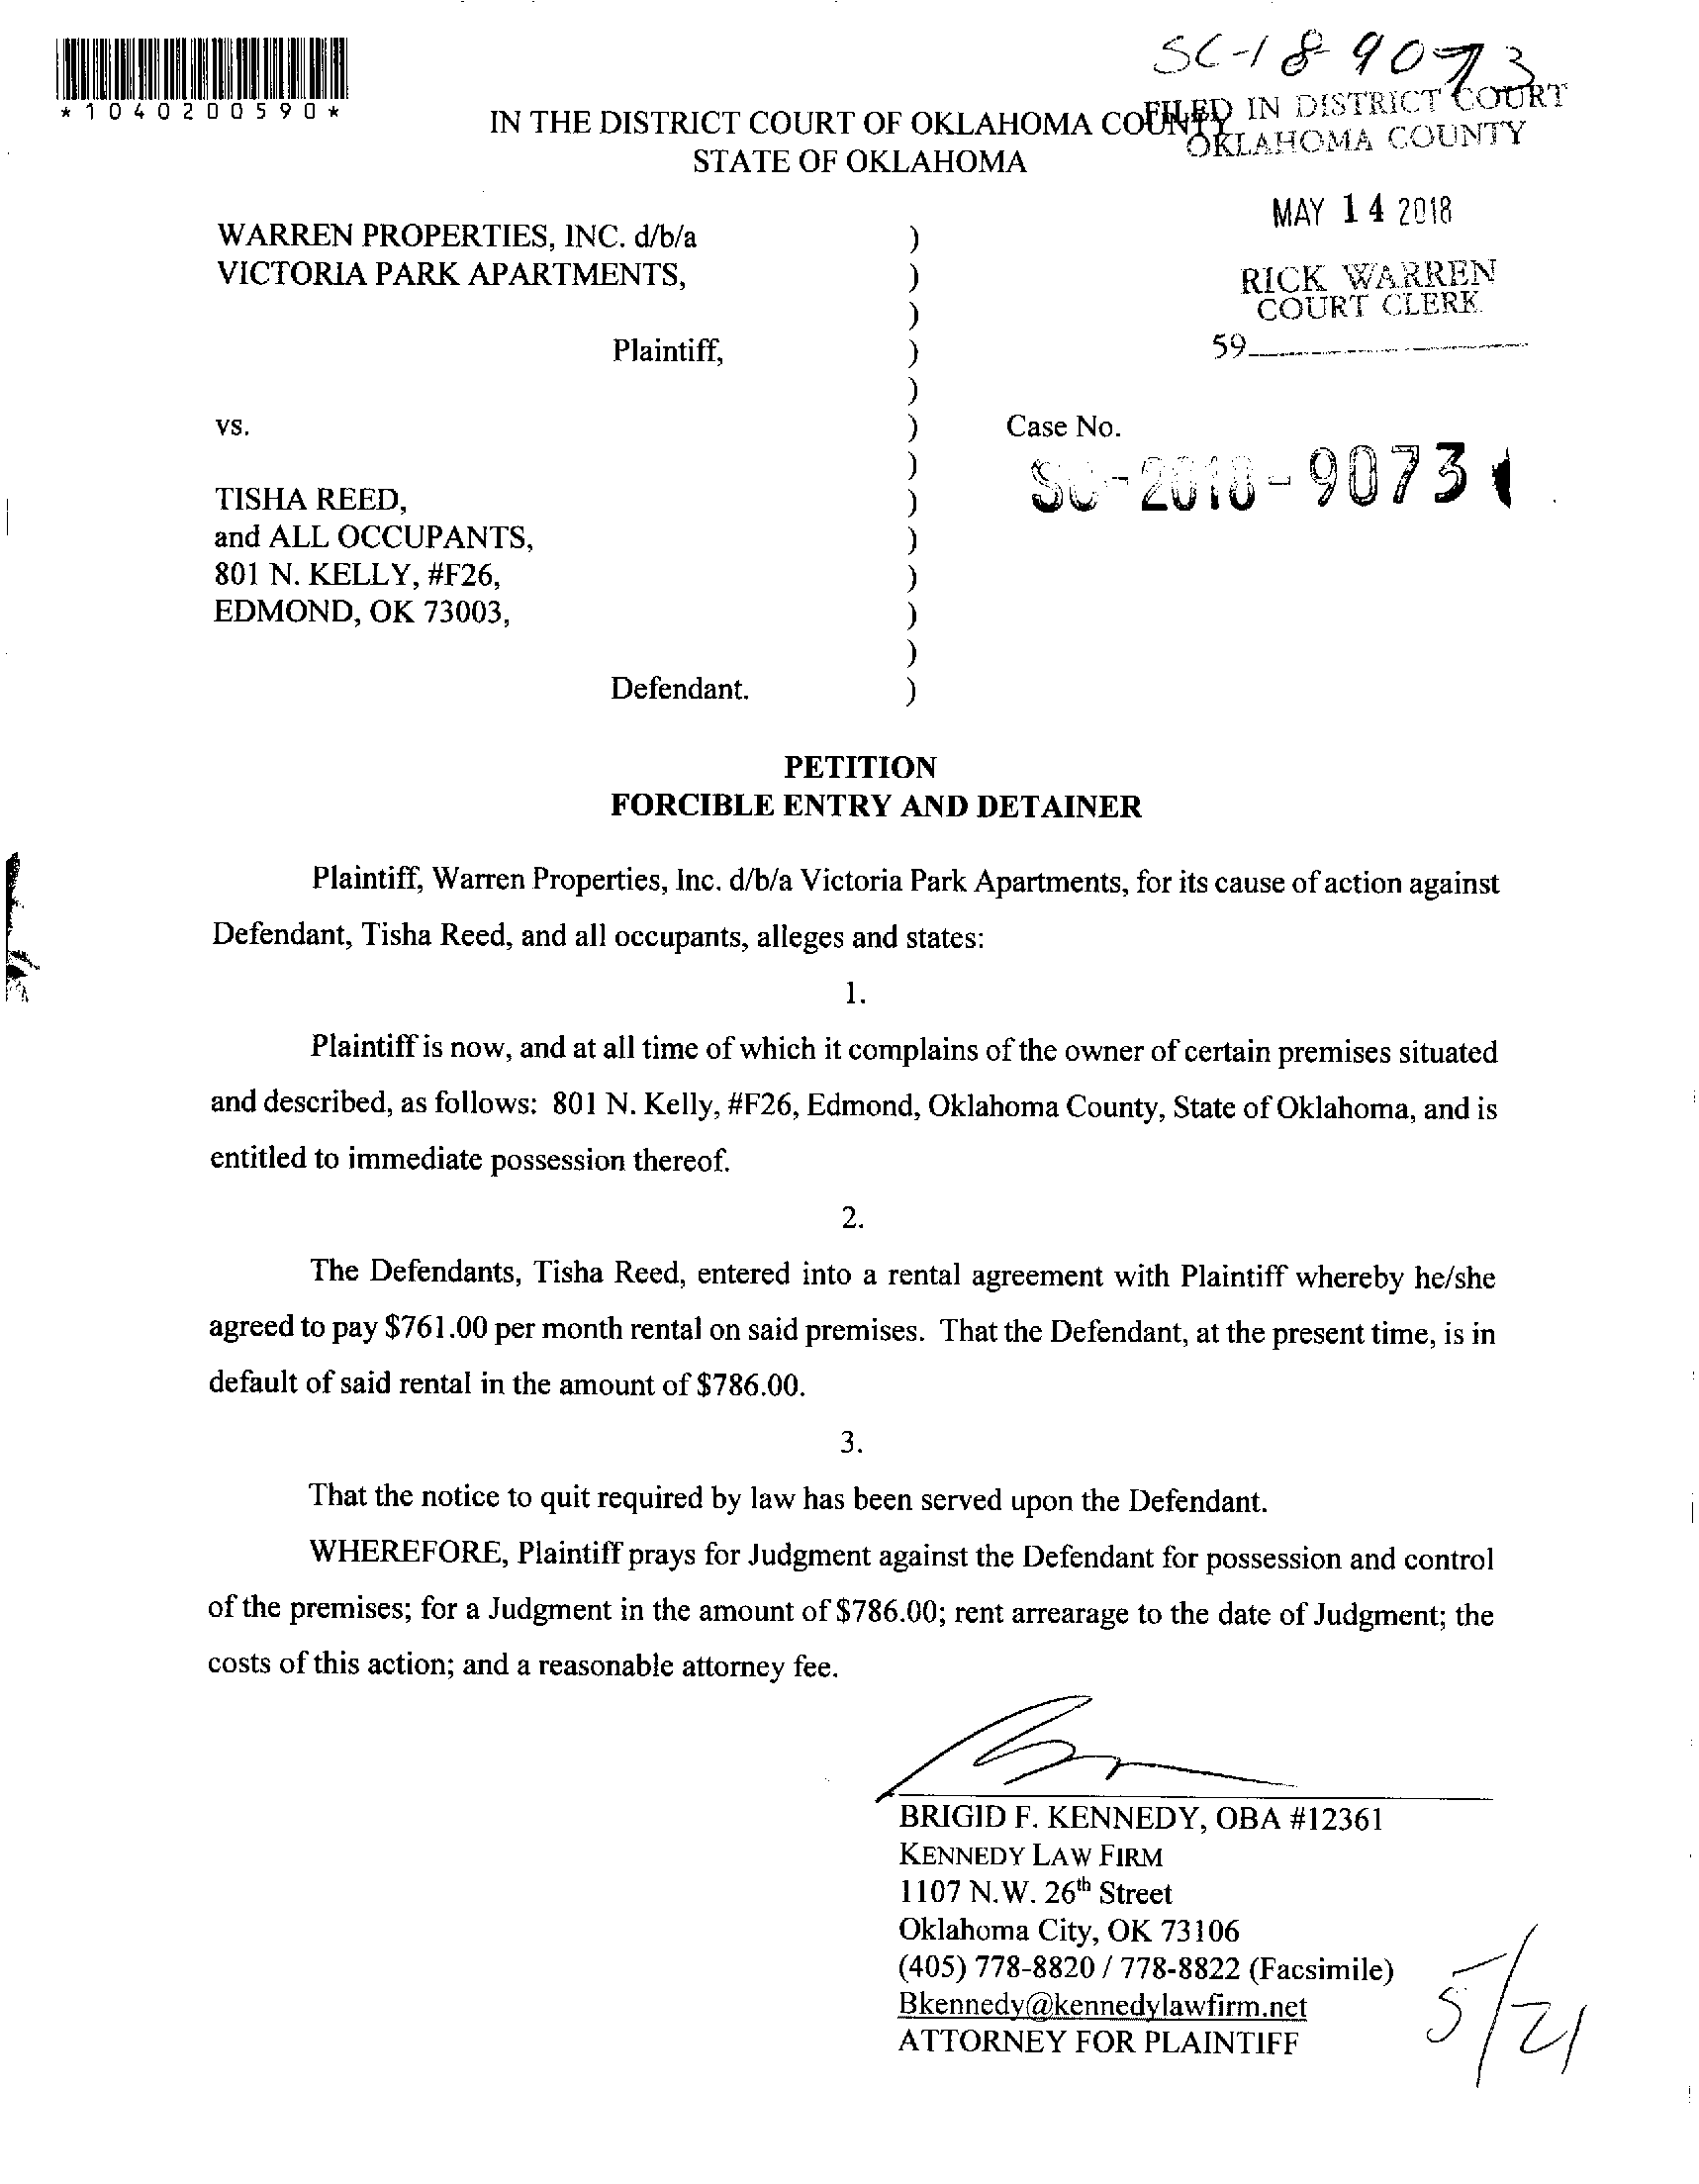 *1040200590*
SC-18 9073
IN THE DISTRICT COURT OF OKLAHOMA COUNTY
STATE OF OKLAHOMA
FILED IN DISTRICT COURT
OKLAHOMA COUNTY
MAY 14 2018
RICK WARREN
COURT CLERK
59
WARREN PROPERTIES, INC. d/b/a )
VICTORIA PARK APARTMENTS, )
)
Plaintiff, )
)
vs. ) Case No.
) SC-2018-9073
TISHA REED, )
and ALL OCCUPANTS, )
801 N. KELLY, #F26, )
EDMOND, OK 73003, )
)
Defendant. )
PETITION
FORCIBLE ENTRY AND DETAINER
Plaintiff, Warren Properties, Inc. d/b/a Victoria Park Apartments, for its cause of action against
Defendant, Tisha Reed, and all occupants, alleges and states:
1.
Plaintiff is now, and at all time of which it complains of the owner of certain premises situated
and described, as follows: 801 N. Kelly, #F26, Edmond, Oklahoma County, State of Oklahoma, and is
entitled to immediate possession thereof.
2.
The Defendants, Tisha Reed, entered into a rental agreement with Plaintiff whereby he/she
agreed to pay $761.00 per month rental on said premises. That the Defendant, at the present time, is in
default of said rental in the amount of $786.00.
3.
That the notice to quit required by law has been served upon the Defendant.
WHEREFORE, Plaintiff prays for Judgment against the Defendant for possession and control
of the premises; for a Judgment in the amount of $786.00; rent arrearage to the date of Judgment; the
costs of this action; and a reasonable attorney fee.
BRIGID F. KENNEDY, OBA #12361
KENNEDY LAW FIRM
1107 N.W. 26th Street
Oklahoma City, OK 73106
(405) 778-8820 / 778-8822 (Facsimile)
Bkennedy@kennedylawfirm.net
ATTORNEY FOR PLAINTIFF
5/21